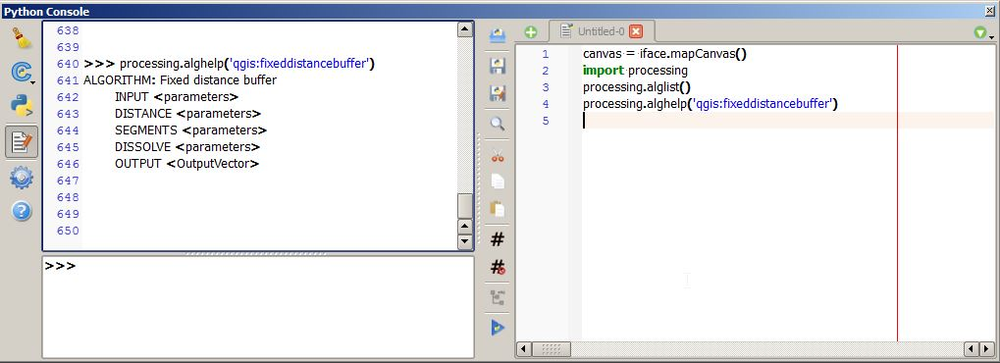 Python Console
638
639
640 >>> processing.alghelp('qgis:fixeddistancebuffer')
641 ALGORITHM: Fixed distance buffer
642 INPUT <parameters>
643 DISTANCE <parameters>
644 SEGMENTS <parameters>
645 DISSOLVE <parameters>
646 OUTPUT <OutputVector>
647
648
649
650
>>>
Untitled-0
1 canvas = iface.mapCanvas()
2 import processing
3 processing.alglist()
4 processing.alghelp('qgis:fixeddistancebuffer')
5